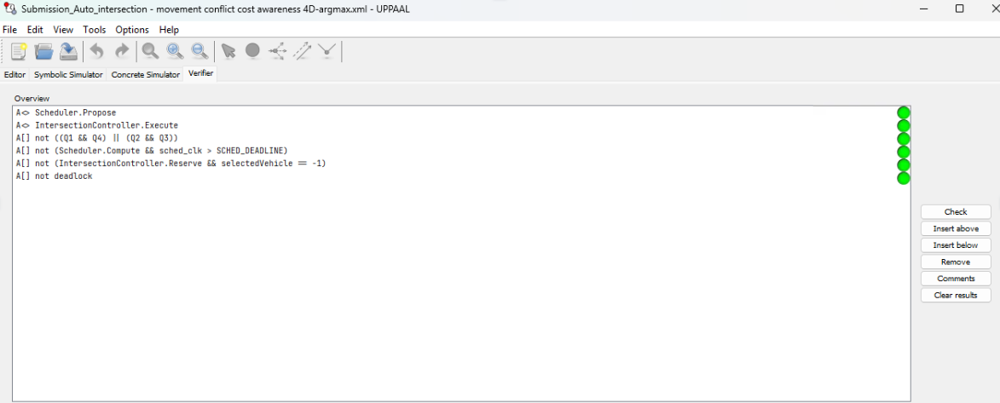 Submission_Auto_intersection - movement conflict cost awareness 4D-argmax.xml - UPPAAL
File Edit View Tools Options Help
Editor Symbolic Simulator Concrete Simulator Verifier
Overview
A<> Scheduler.Propose
A<> IntersectionController.Execute
A[] not ((Q1 && Q4) || (Q2 && Q3))
A[] not (Scheduler.Compute && sched_clk > SCHED_DEADLINE)
A[] not (IntersectionController.Reserve && selectedVehicle == -1)
A[] not deadlock
Check
Insert above
Insert below
Remove
Comments
Clear results